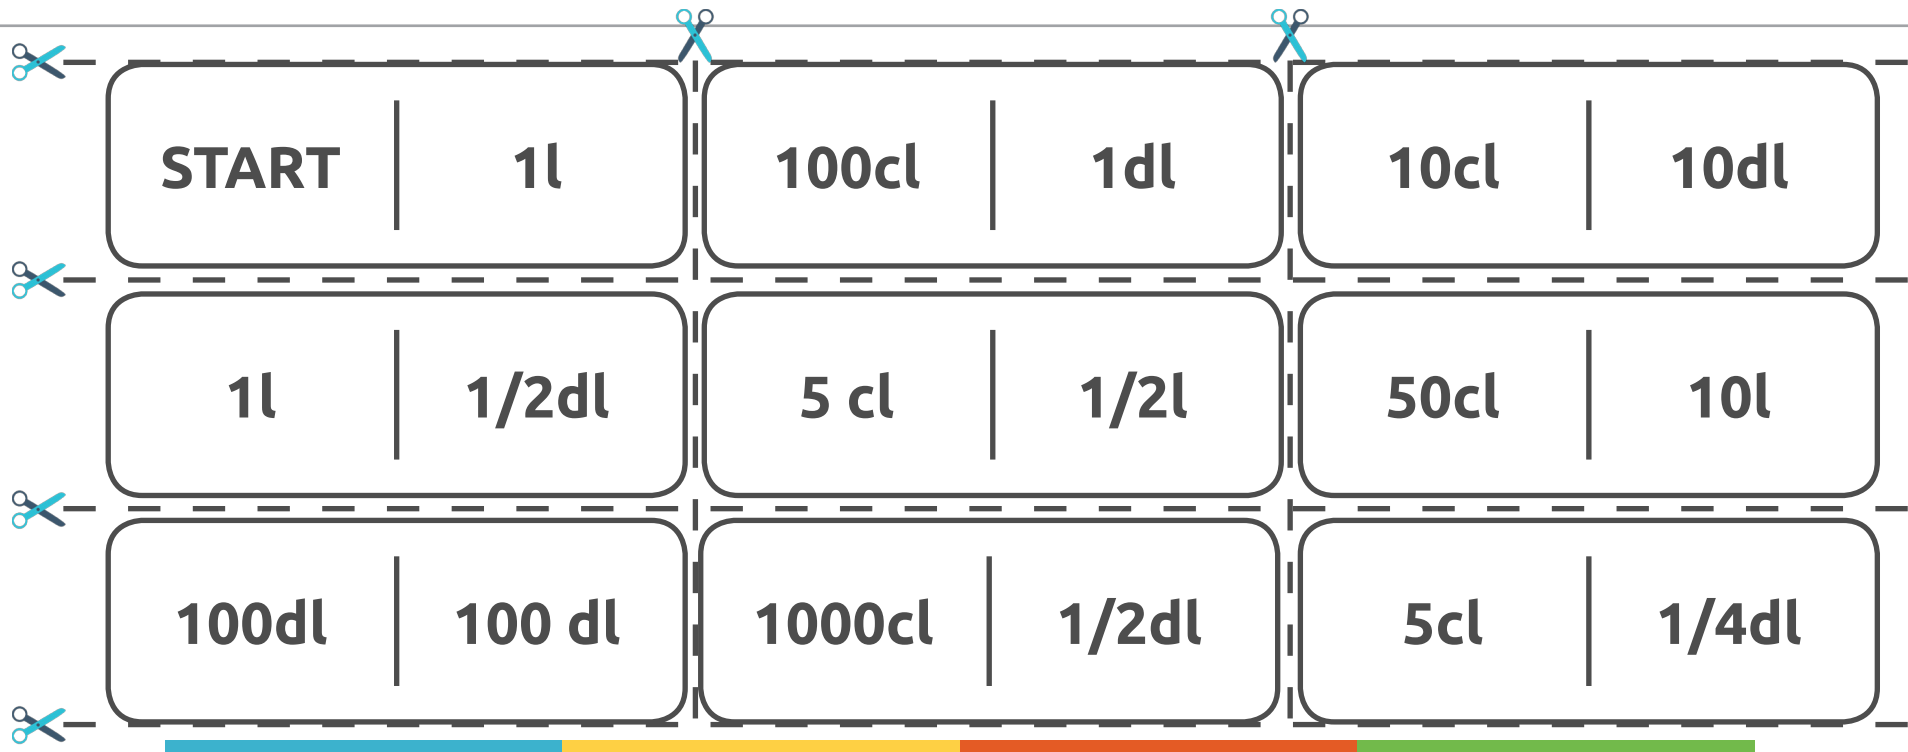 START 1l 100cl 1dl 10cl 10dl
1l 1/2dl 5 cl 1/2l 50cl 10l
100dl 100 dl 1000cl 1/2dl 5cl 1/4dl